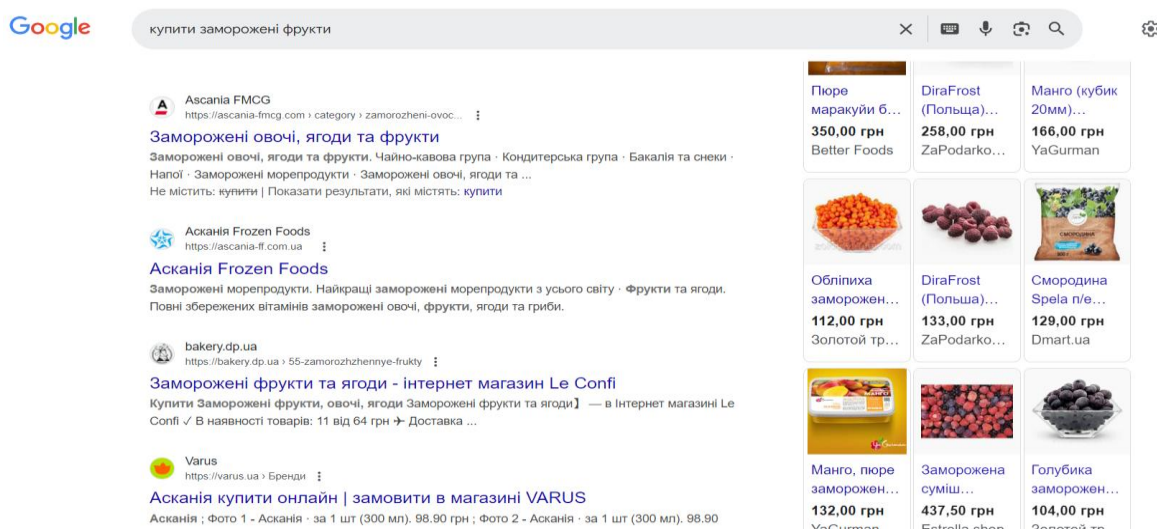 Google
купити заморожені фрукти
Ascania FMCG
https://ascania-fmcg.com › category › zamorozheni-ovoc...
Заморожені овочі, ягоди та фрукти
Заморожені овочі, ягоди та фрукти. Чайно-кавова група · Кондитерська група · Бакалія та снеки ·
Напої · Заморожені морепродукти · Заморожені овочі, ягоди та ...
Не містить: купити | Показати результати, які містять: купити
Асканія Frozen Foods
https://ascania-ff.com.ua
Асканія Frozen Foods
Заморожені морепродукти. Найкращі заморожені морепродукти з усього світу · Фрукти та ягоди.
Повні збережених вітамінів заморожені овочі, фрукти, ягоди та гриби.
bakery.dp.ua
https://bakery.dp.ua › 55-zamorozhzhennye-frukty
Заморожені фрукти та ягоди - інтернет магазин Le Confi
Купити Заморожені фрукти, овочі, ягоди Заморожені фрукти та ягоди】 — в Інтернет магазині Le
Confi ✓ В наявності товарів: 11 від 64 грн ✈ Доставка ...
Varus
https://varus.ua › Бренди
Асканія купити онлайн | замовити в магазині VARUS
Асканія ; Фото 1 - Асканія · за 1 шт (300 мл). 98.90 грн ; Фото 2 - Асканія · за 1 шт (300 мл). 98.90
Пюре
маракуйи б...
350,00 грн
Better Foods
DiraFrost
(Польща)...
258,00 грн
ZaPodarko...
Манго (кубик
20мм)...
166,00 грн
YaGurman
Обліпиха
заморожен...
112,00 грн
Золотой тр...
DiraFrost
(Польша)...
133,00 грн
ZaPodarko...
СМОРОДИНА
Смородина
Spela п/е...
129,00 грн
Dmart.ua
Манго, пюре
заморожен...
132,00 грн
YaGurman
Заморожена
суміш...
437,50 грн
Estrella shop
Голубика
заморожен...
104,00 грн
Золотой тр...